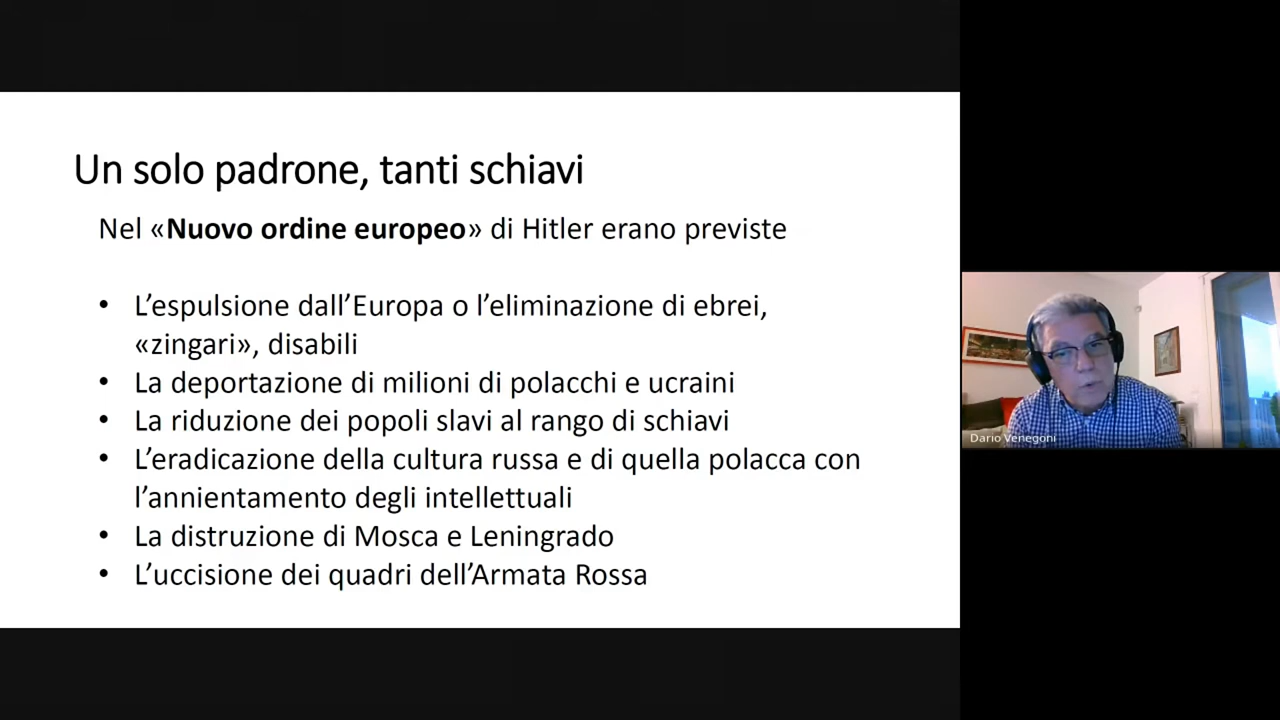 Un solo padrone, tanti schiavi
Nel «Nuovo ordine europeo» di Hitler erano previste
• L’espulsione dall’Europa o l’eliminazione di ebrei,
«zingari», disabili
• La deportazione di milioni di polacchi e ucraini
• La riduzione dei popoli slavi al rango di schiavi
• L’eradicazione della cultura russa e di quella polacca con
l’annientamento degli intellettuali
• La distruzione di Mosca e Leningrado
• L’uccisione dei quadri dell’Armata Rossa
Dario Venegoni